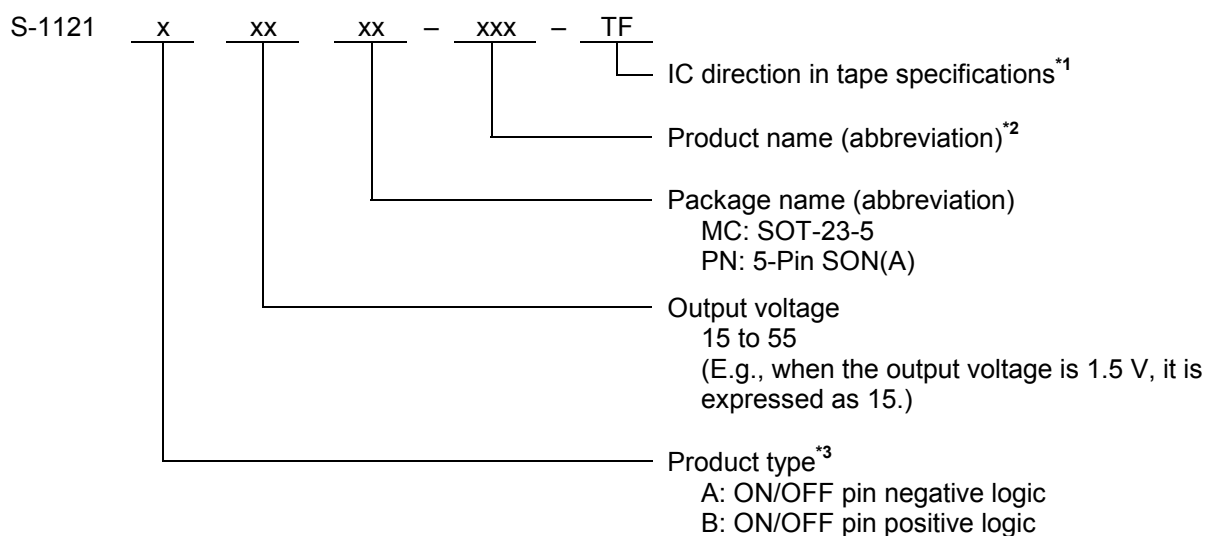 S-1121 x xx xx – xxx – TF
IC direction in tape specifications*1
Product name (abbreviation)*2
Package name (abbreviation)
MC: SOT-23-5
PN: 5-Pin SON(A)
Output voltage
15 to 55
(E.g., when the output voltage is 1.5 V, it is
expressed as 15.)
Product type*3
A: ON/OFF pin negative logic
B: ON/OFF pin positive logic